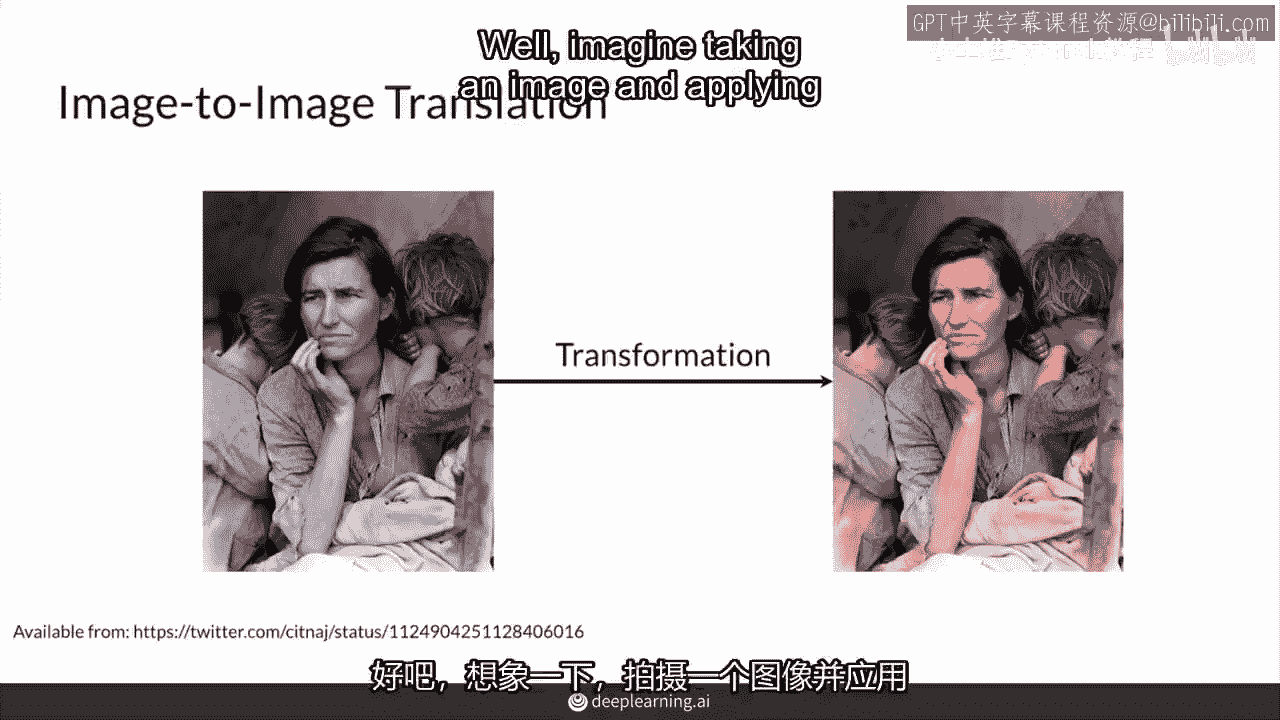 GPT中英字幕课程资源@bilibili.com
Well, imagine taking
an image and applying
Image-to-Image Translation
Transformation
Available from: https://twitter.com/citnaj/status/1124904251128406016
好吧，想象一下，拍摄一个图像并应用
deeplearning.ai